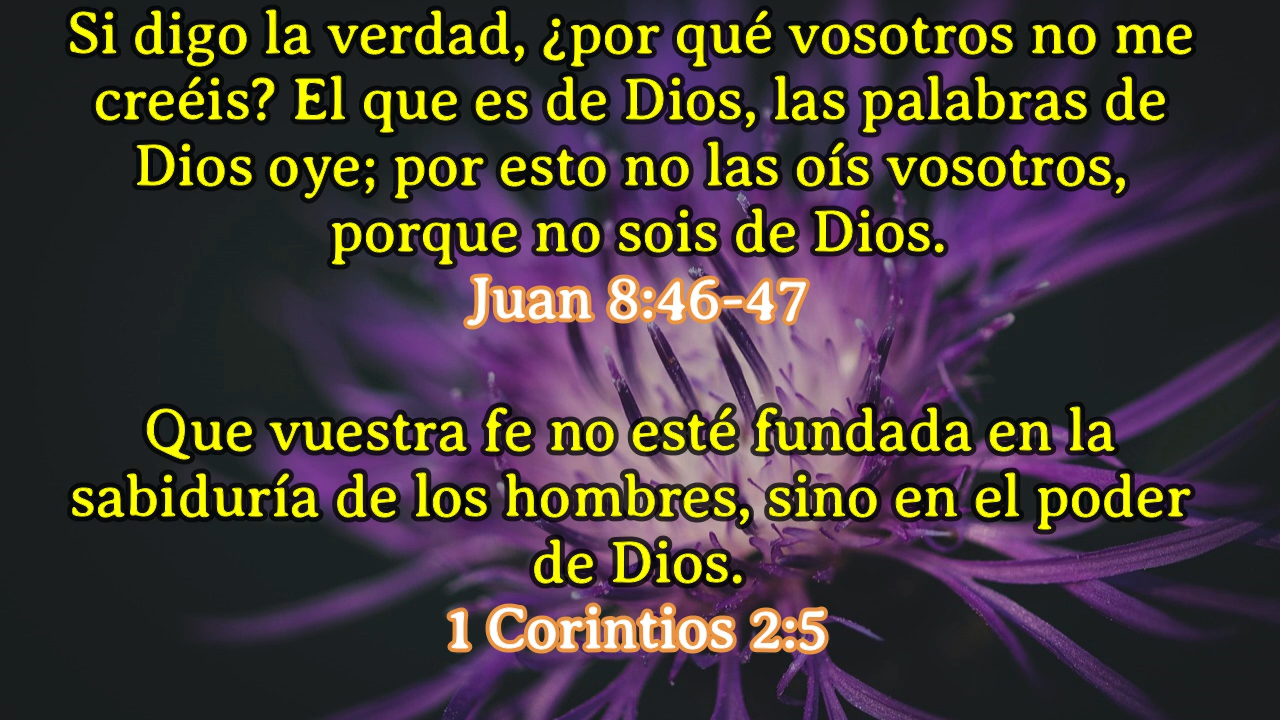 Si digo la verdad, ¿por qué vosotros no me
creéis? El que es de Dios, las palabras de
Dios oye; por esto no las oís vosotros,
porque no sois de Dios.
Juan 8:46-47
Que vuestra fe no esté fundada en la
sabiduría de los hombres, sino en el poder
de Dios.
1 Corintios 2:5